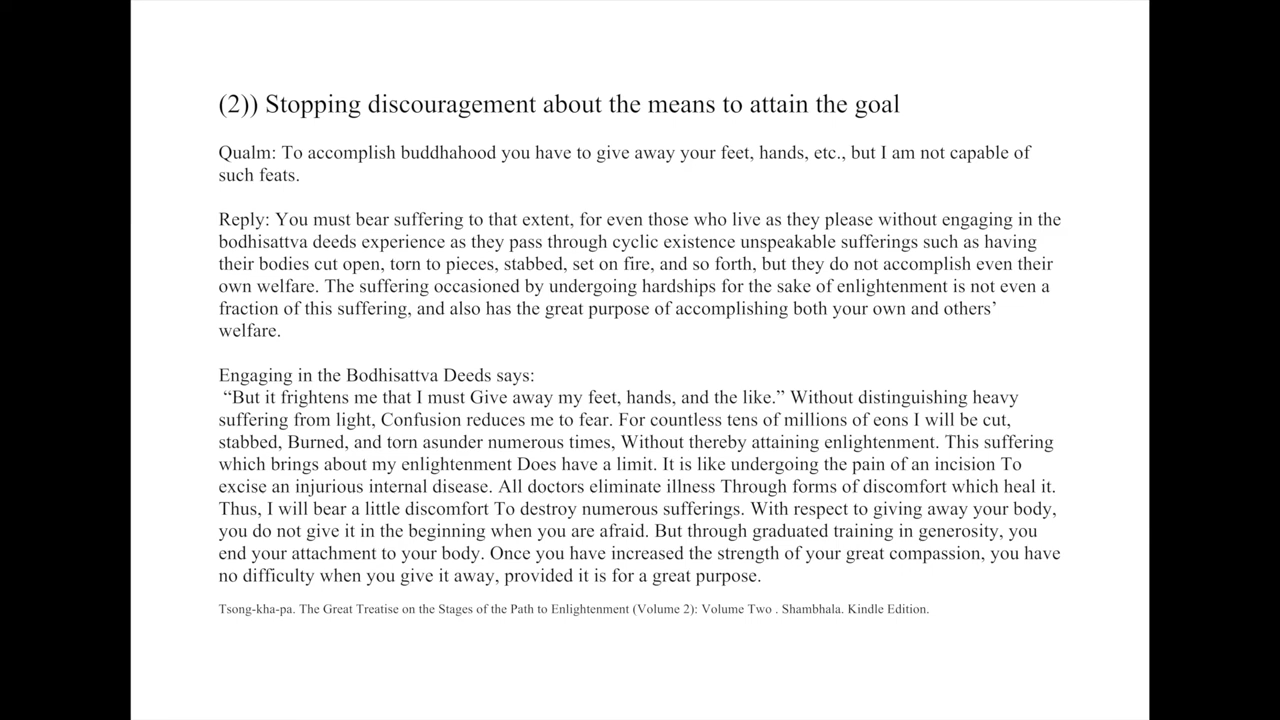 (2)) Stopping discouragement about the means to attain the goal
Qualm: To accomplish buddhahood you have to give away your feet, hands, etc., but I am not capable of
such feats.
Reply: You must bear suffering to that extent, for even those who live as they please without engaging in the
bodhisattva deeds experience as they pass through cyclic existence unspeakable sufferings such as having
their bodies cut open, torn to pieces, stabbed, set on fire, and so forth, but they do not accomplish even their
own welfare. The suffering occasioned by undergoing hardships for the sake of enlightenment is not even a
fraction of this suffering, and also has the great purpose of accomplishing both your own and others’
welfare.
Engaging in the Bodhisattva Deeds says:
“But it frightens me that I must Give away my feet, hands, and the like.” Without distinguishing heavy
suffering from light, Confusion reduces me to fear. For countless tens of millions of eons I will be cut,
stabbed, Burned, and torn asunder numerous times, Without thereby attaining enlightenment. This suffering
which brings about my enlightenment Does have a limit. It is like undergoing the pain of an incision To
excise an injurious internal disease. All doctors eliminate illness Through forms of discomfort which heal it.
Thus, I will bear a little discomfort To destroy numerous sufferings. With respect to giving away your body,
you do not give it in the beginning when you are afraid. But through graduated training in generosity, you
end your attachment to your body. Once you have increased the strength of your great compassion, you have
no difficulty when you give it away, provided it is for a great purpose.
Tsong-kha-pa. The Great Treatise on the Stages of the Path to Enlightenment (Volume 2): Volume Two . Shambhala. Kindle Edition.